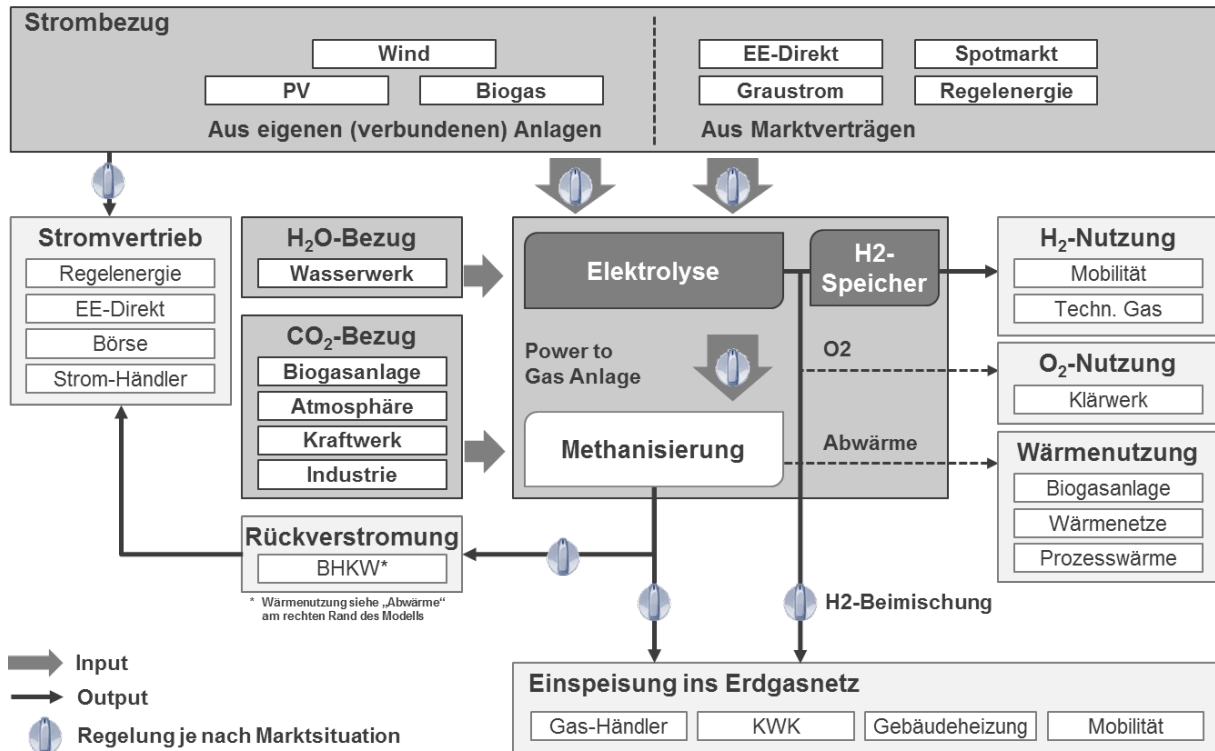 Strombezug
Wind
PV
Biogas
Aus eigenen (verbundenen) Anlagen
EE-Direkt
Spotmarkt
Graustrom
Regelenergie
Aus Marktverträgen
Stromvertrieb
Regelenergie
EE-Direkt
Börse
Strom-Händler
H₂O-Bezug
Wasserwerk
CO₂-Bezug
Biogasanlage
Atmosphäre
Kraftwerk
Industrie
Elektrolyse
H2-
Speicher
Power to
Gas Anlage
O2
Methanisierung
Abwärme
H₂-Nutzung
Mobilität
Techn. Gas
O₂-Nutzung
Klärwerk
Wärmenutzung
Biogasanlage
Wärmenetze
Prozesswärme
Rückverstromung
BHKW*
* Wärmenutzung siehe „Abwärme“
am rechten Rand des Modells
H2-Beimischung
Input
Output
Regelung je nach Marktsituation
Einspeisung ins Erdgasnetz
Gas-Händler
KWK
Gebäudeheizung
Mobilität